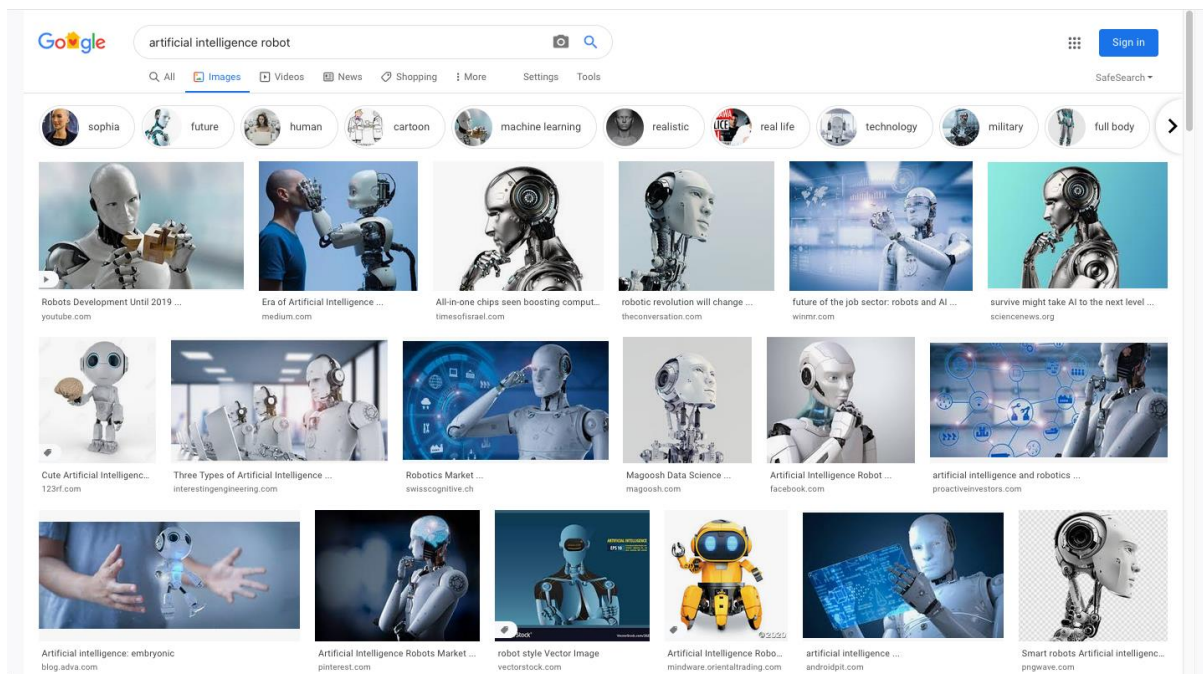 Google
artificial intelligence robot
Sign in
All Images Videos News Shopping More Settings Tools
SafeSearch
sophia future human cartoon machine learning realistic real life technology military full body
Robots Development Until 2019 ... Era of Artificial Intelligence ... All-in-one chips seen boosting comput... robotic revolution will change ... future of the job sector: robots and AI ... survive might take AI to the next level ...
youtube.com medium.com timesofisrael.com theconversation.com winmr.com sciencenews.org
Cute Artificial Intelligenc... Three Types of Artificial Intelligence ... Robotics Market ... Magoosh Data Science ... Artificial Intelligence Robot ... artificial intelligence and robotics ...
123rf.com interestingengineering.com swisscognitive.ch magoosh.com facebook.com proactiveinvestors.com
ARTIFICIAL INTELLIGENCE
EPS 10
©2020
Artificial intelligence: embryonic Artificial Intelligence Robots Market ... robot style Vector Image Artificial Intelligence Robo... artificial intelligence ... Smart robots Artificial intelligenc...
blog.adva.com pinterest.com vectorstock.com mindware.orientaltrading.com androidpit.com pngwave.com